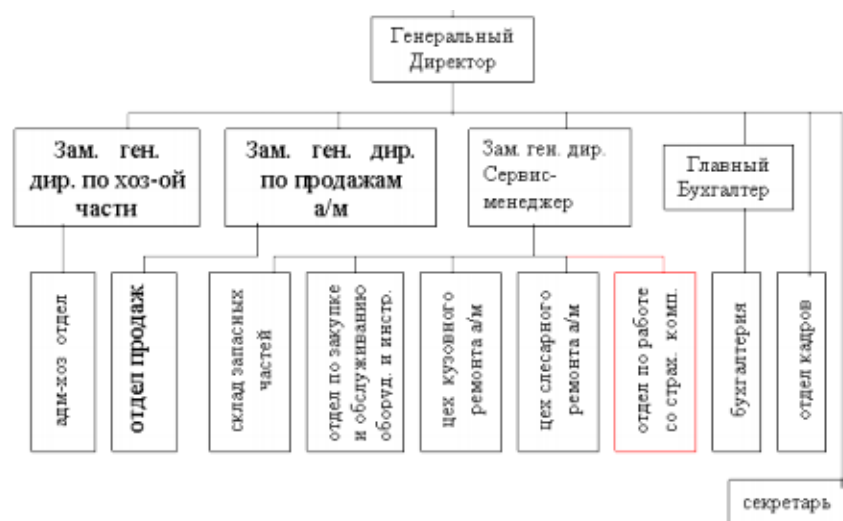 Генеральный
Директор
Зам. ген.
дир. по хоз-ой
части
Зам. ген. дир.
по продажам
а/м
Зам. ген. дир.
Сервис-
менеджер
Главный
Бухгалтер
адм-хоз отдел
отдел продаж
склад запасных
частей
отдел по закупке
и обслуживанию
оборуд. и инстр.
цех кузовного
ремонта а/м
цех слесарного
ремонта а/м
отдел по работе
со страх. комп.
бухгалтерия
отдел кадров
секретарь